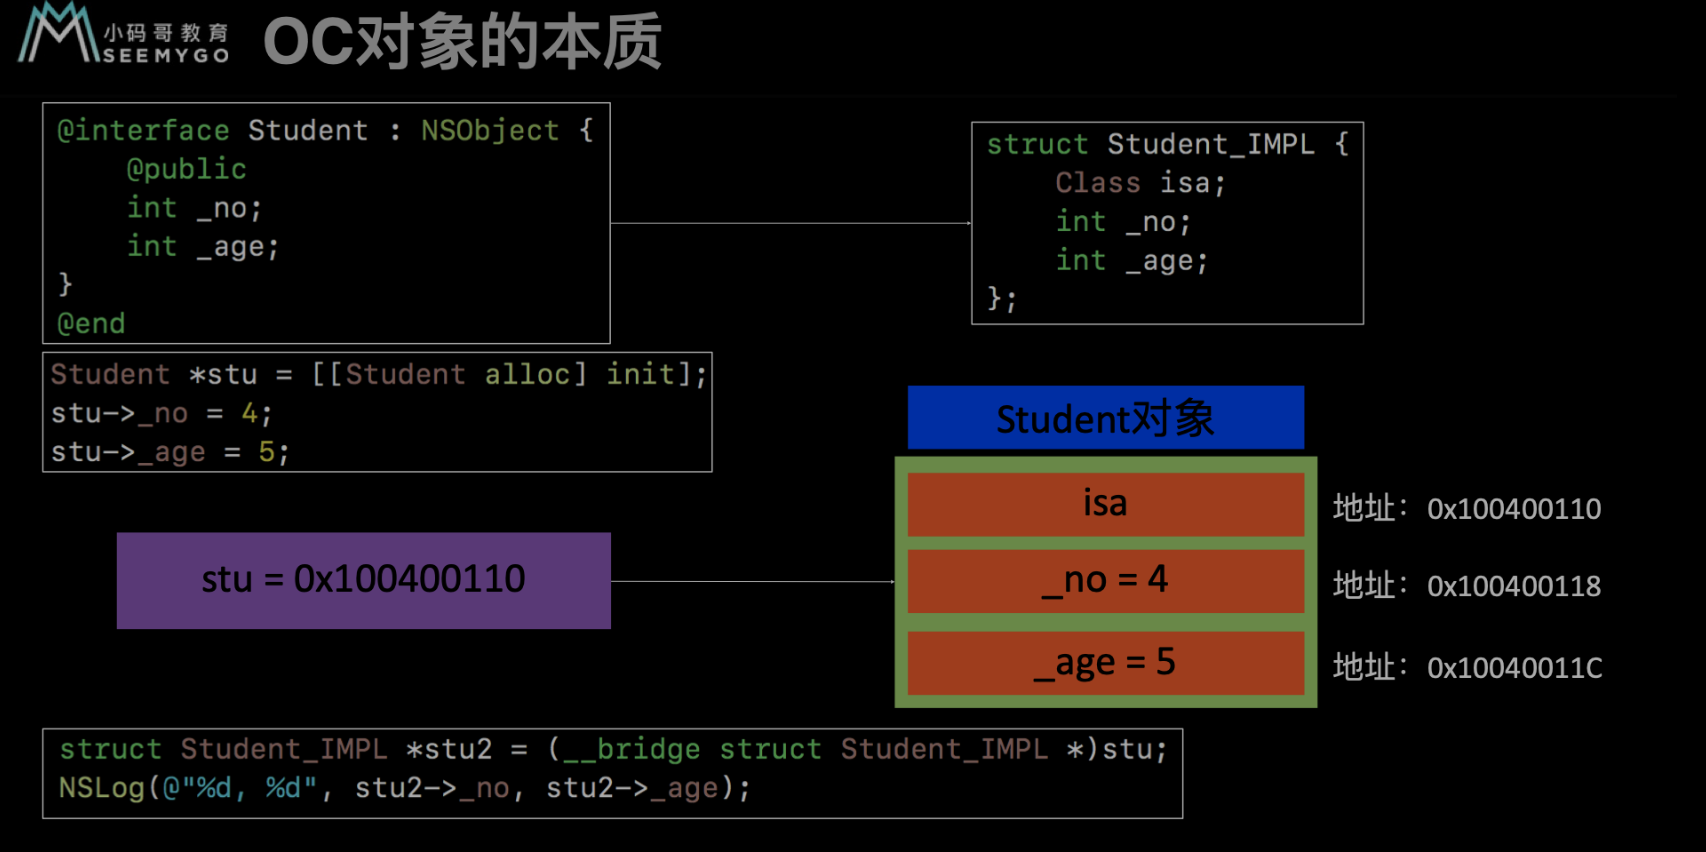 小码哥教育
SEEMYGO
OC对象的本质
@interface Student : NSObject {
@public
int _no;
int _age;
}
@end
struct Student_IMPL {
Class isa;
int _no;
int _age;
};
Student *stu = [[Student alloc] init];
stu->_no = 4;
stu->_age = 5;
Student对象
isa
地址：0x100400110
stu = 0x100400110
_no = 4
地址：0x100400118
_age = 5
地址：0x10040011C
struct Student_IMPL *stu2 = (__bridge struct Student_IMPL *)stu;
NSLog(@"%d, %d", stu2->_no, stu2->_age);